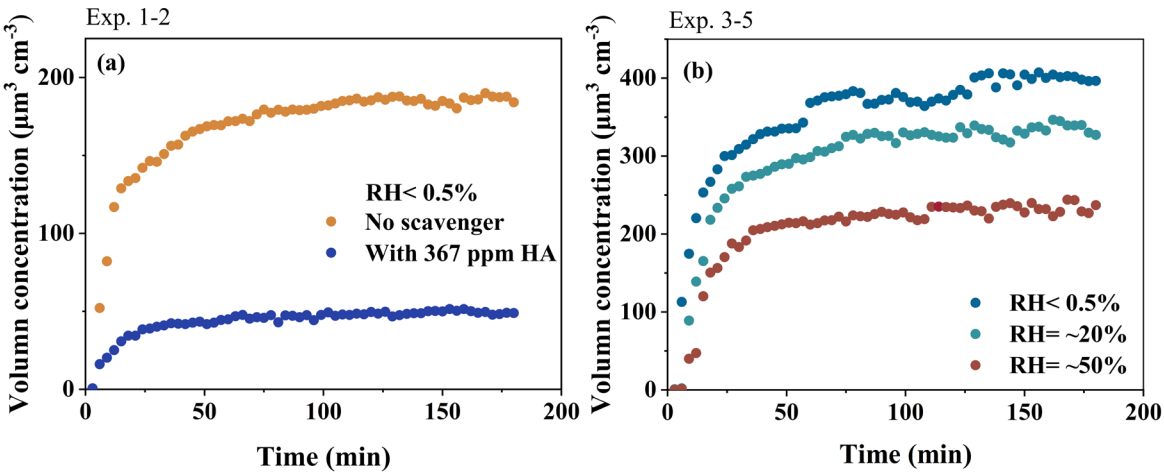 Exp. 1-2
(a)
Volumn concentration (μm³ cm⁻³)
200
100
0
RH< 0.5%
No scavenger
With 367 ppm HA
0 50 100 150 200
Time (min)
Exp. 3-5
(b)
Volumn concentration (μm³ cm⁻³)
400
300
200
100
0
RH< 0.5%
RH= ~20%
RH= ~50%
0 50 100 150 200
Time (min)